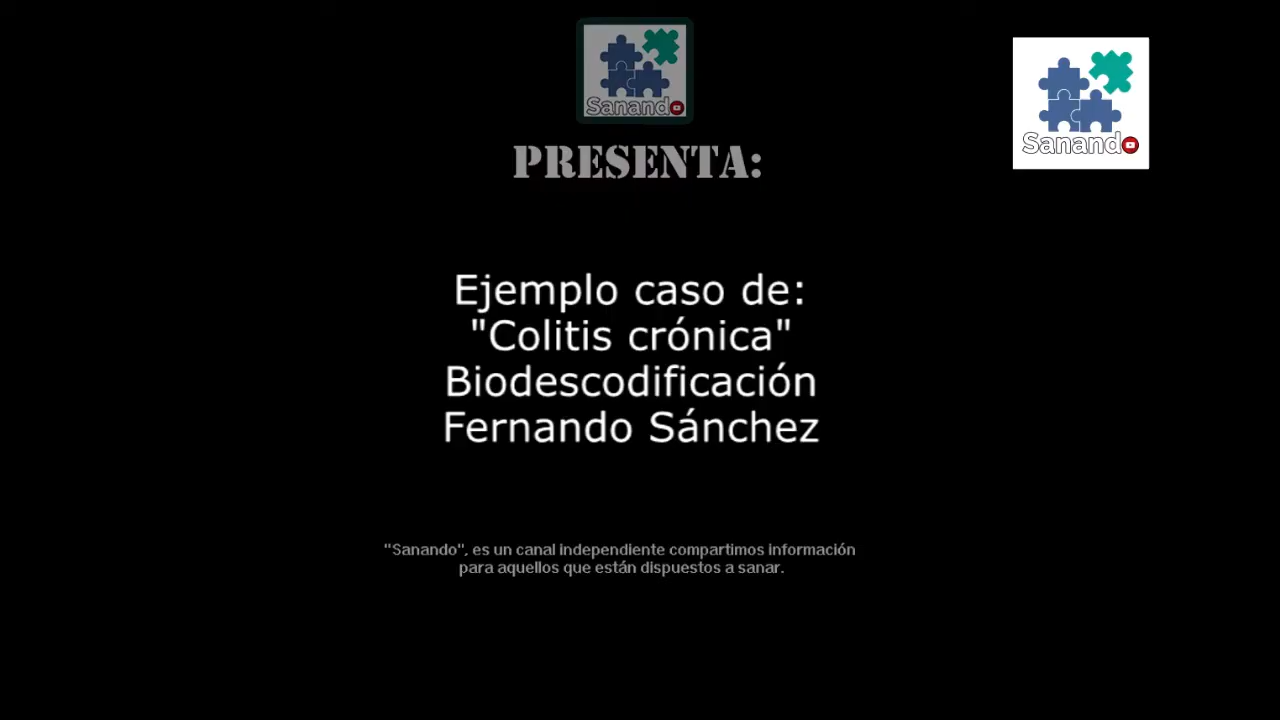 Sanando
Sanando
PRESENTA:
Ejemplo caso de:
"Colitis crónica"
Biodescodificación
Fernando Sánchez
"Sanando", es un canal independiente compartimos información
para aquellos que están dispuestos a sanar.